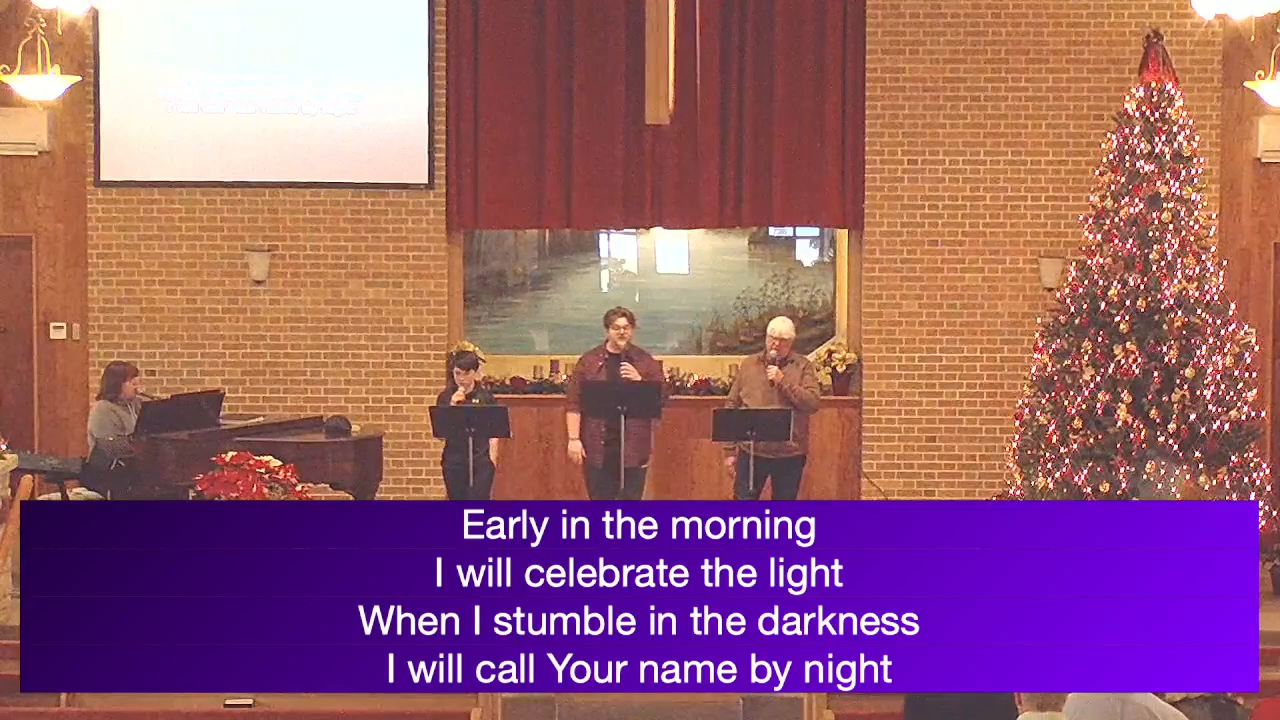 Early in the morning
I will celebrate the light
When I stumble in the darkness
I will call Your name by night